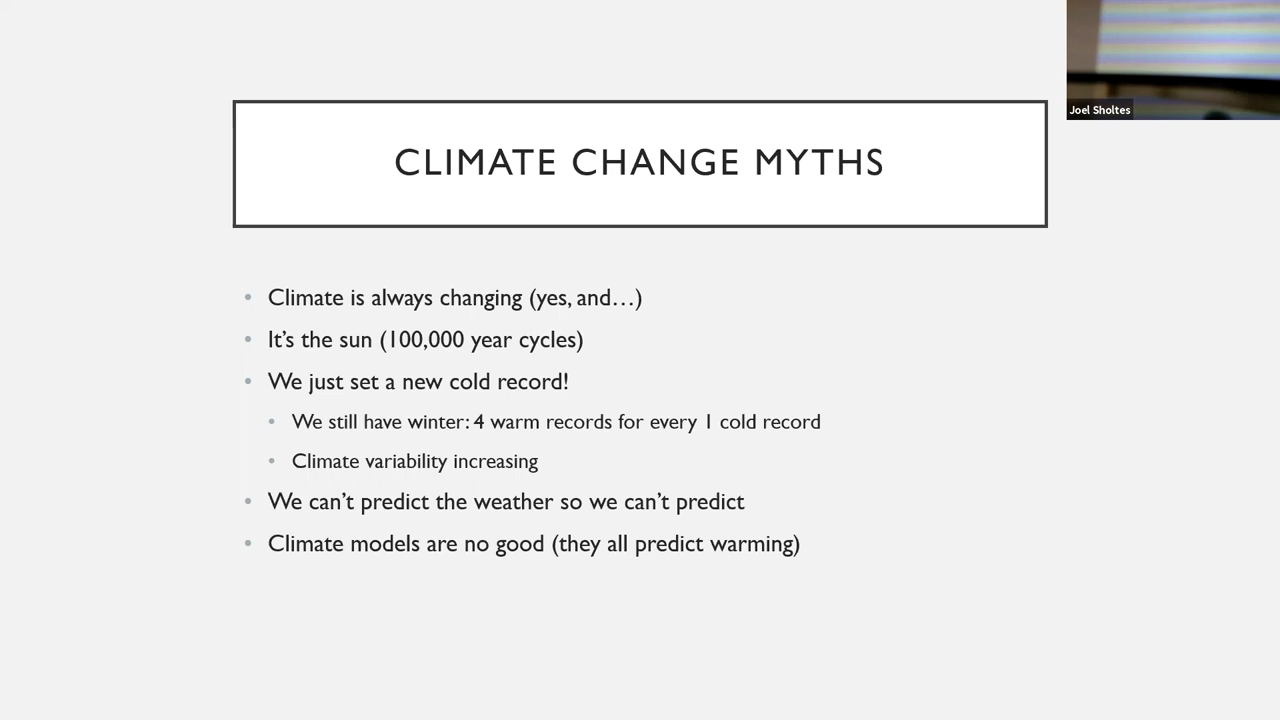 Joel Sholtes
CLIMATE CHANGE MYTHS
• Climate is always changing (yes, and…)
• It’s the sun (100,000 year cycles)
• We just set a new cold record!
• We still have winter: 4 warm records for every 1 cold record
• Climate variability increasing
• We can’t predict the weather so we can’t predict
• Climate models are no good (they all predict warming)